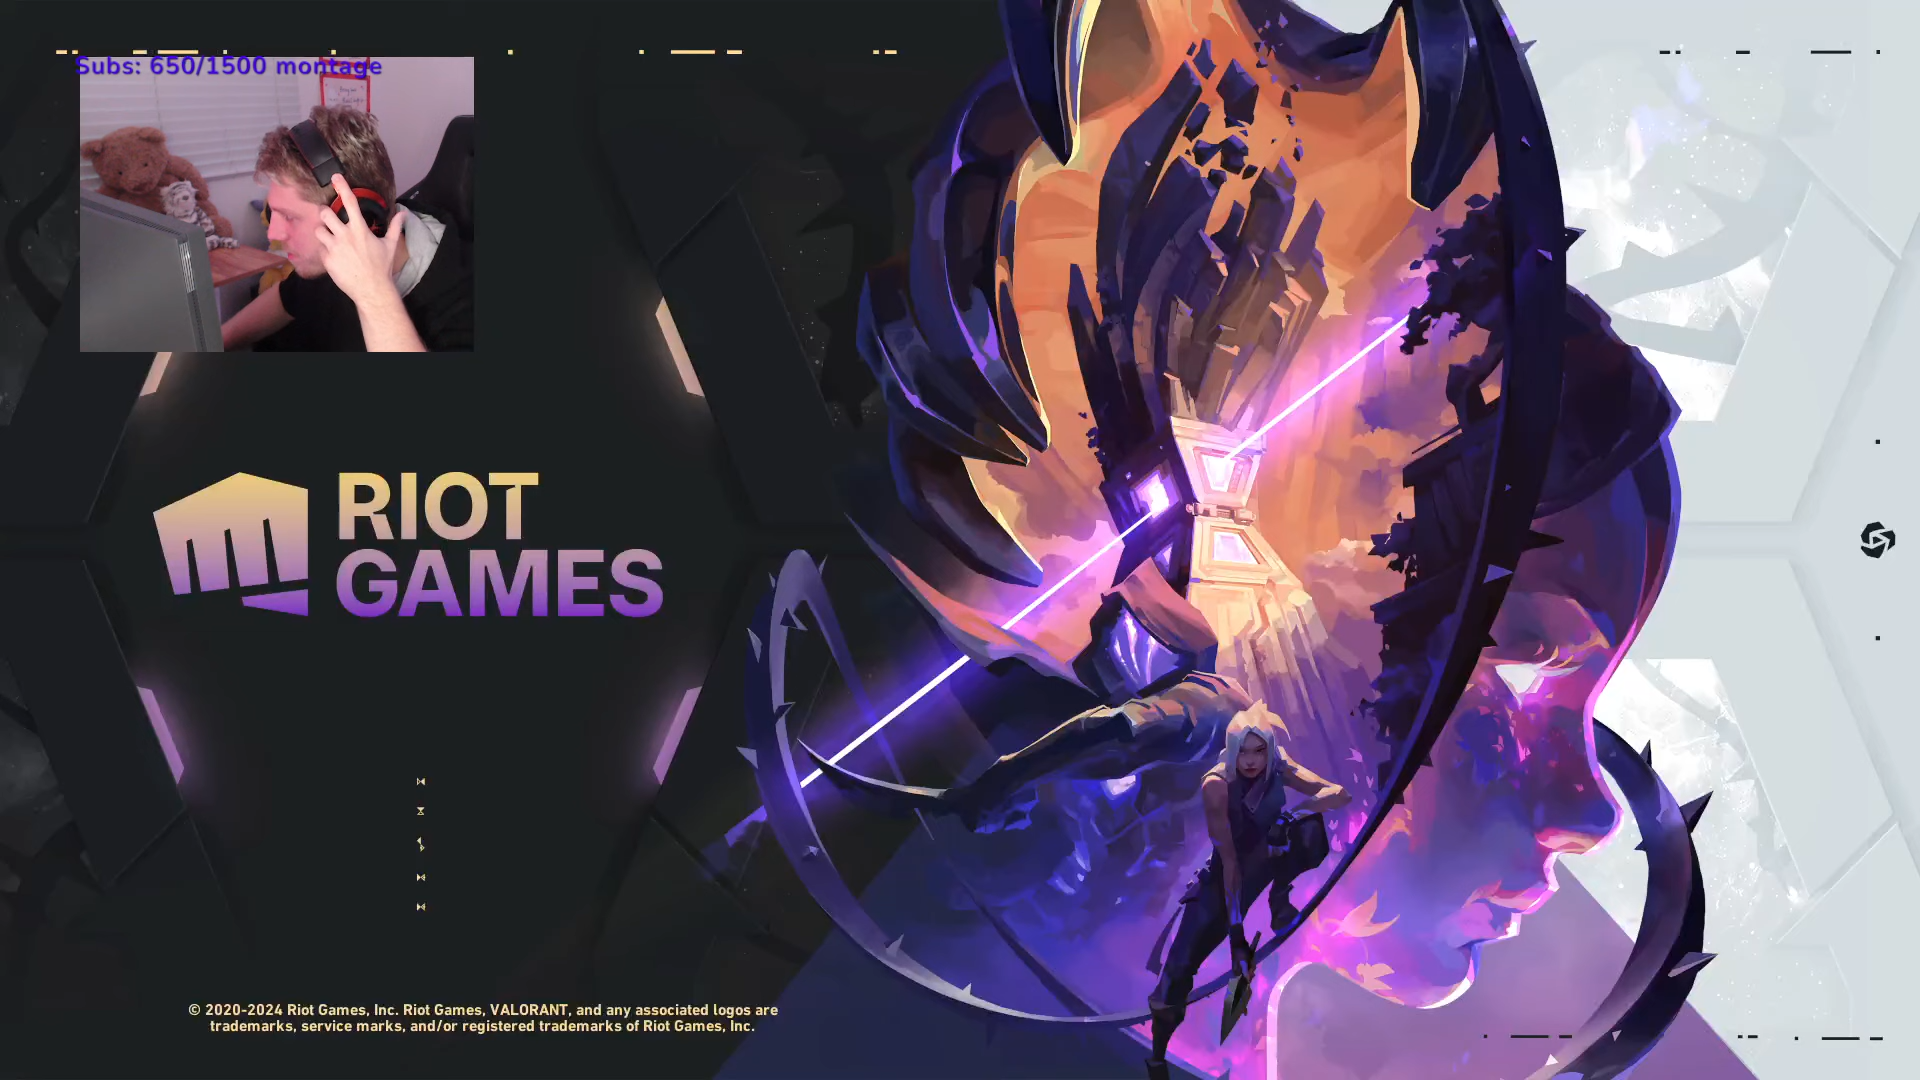 Subs: 650/1500 montage
RIOT
GAMES
© 2020-2024 Riot Games, Inc. Riot Games, VALORANT, and any associated logos are
trademarks, service marks, and/or registered trademarks of Riot Games, Inc.